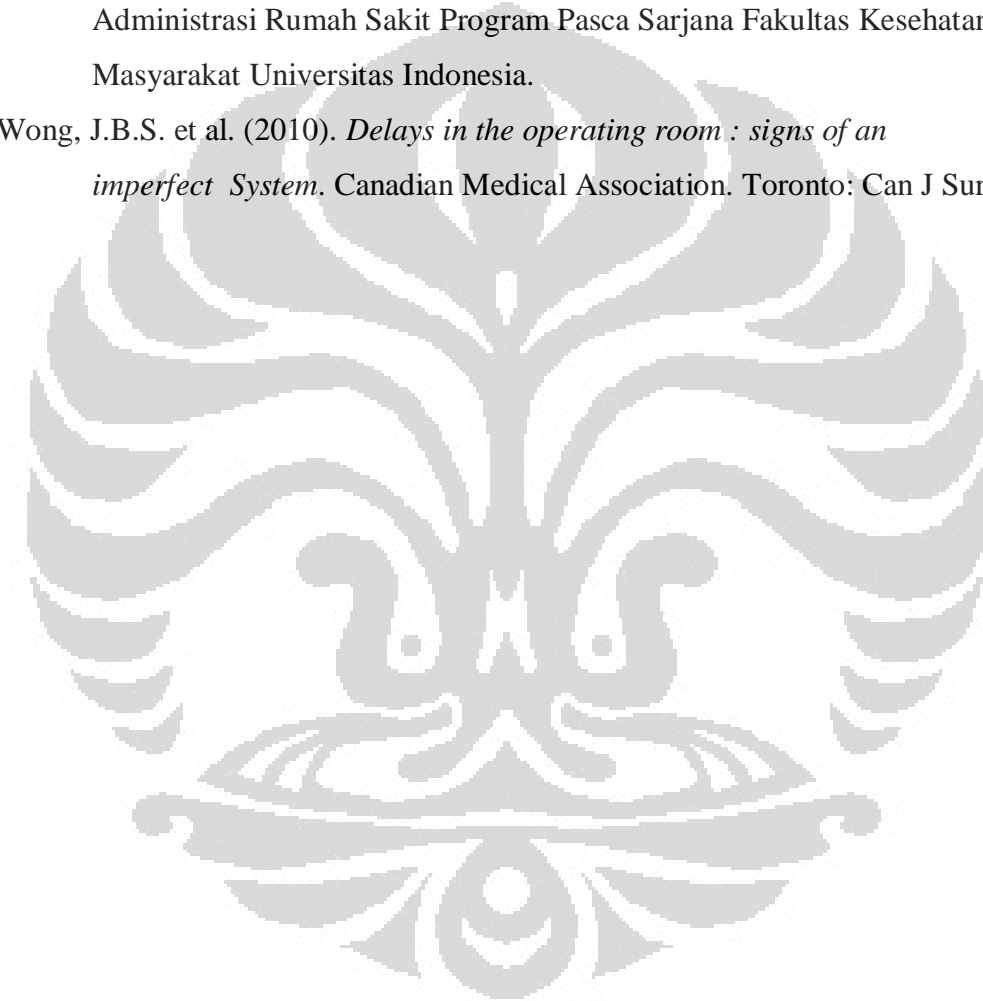 Administrasi Rumah Sakit Program Pasca Sarjana Fakultas Kesehatan
Masyarakat Universitas Indonesia.
Wong, J.B.S. et al. (2010). Delays in the operating room : signs of an
imperfect System. Canadian Medical Association. Toronto: Can J Sur